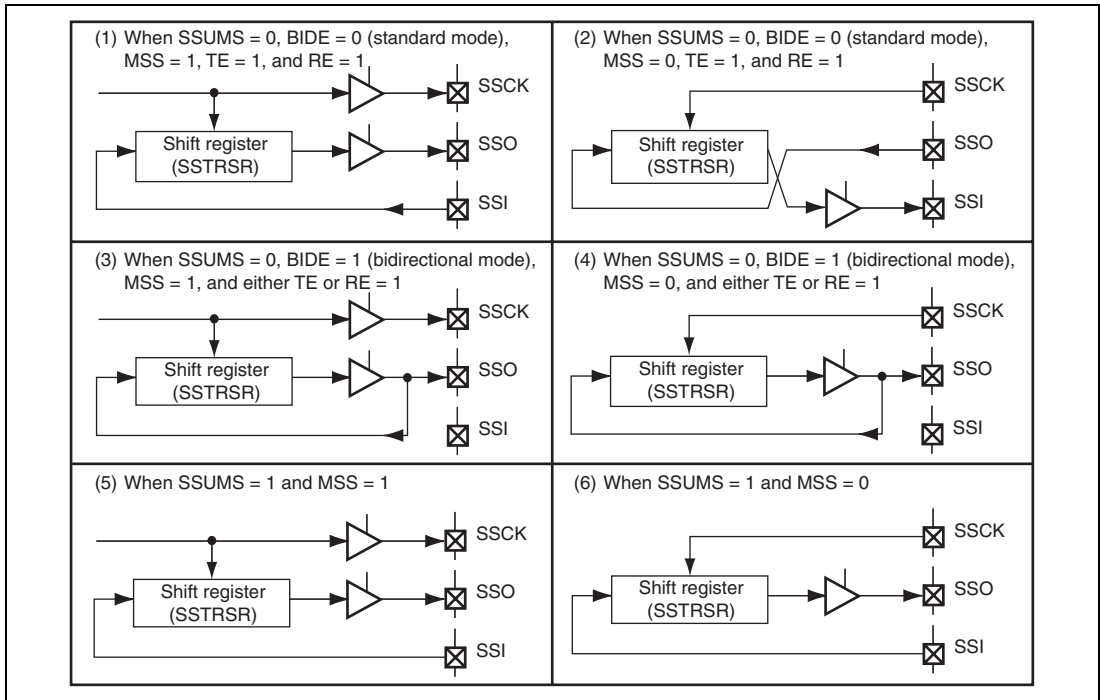 (1) When SSUMS = 0, BIDE = 0 (standard mode),
MSS = 1, TE = 1, and RE = 1
SSCK
Shift register
(SSTRSR)
SSO
SSI
(2) When SSUMS = 0, BIDE = 0 (standard mode),
MSS = 0, TE = 1, and RE = 1
SSCK
Shift register
(SSTRSR)
SSO
SSI
(3) When SSUMS = 0, BIDE = 1 (bidirectional mode),
MSS = 1, and either TE or RE = 1
SSCK
Shift register
(SSTRSR)
SSO
SSI
(4) When SSUMS = 0, BIDE = 1 (bidirectional mode),
MSS = 0, and either TE or RE = 1
SSCK
Shift register
(SSTRSR)
SSO
SSI
(5) When SSUMS = 1 and MSS = 1
SSCK
Shift register
(SSTRSR)
SSO
SSI
(6) When SSUMS = 1 and MSS = 0
SSCK
Shift register
(SSTRSR)
SSO
SSI